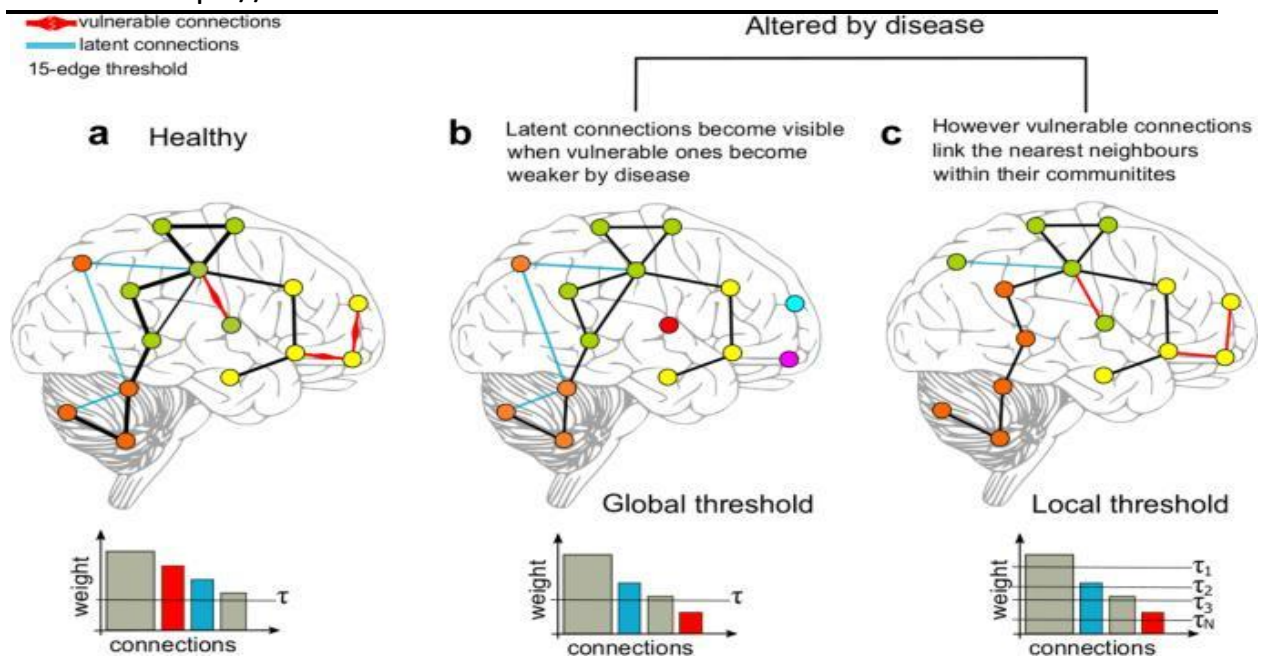 vulnerable connections
latent connections
15-edge threshold
Altered by disease
a Healthy
b Latent connections become visible
when vulnerable ones become
weaker by disease
c However vulnerable connections
link the nearest neighbours
within their communitites
Global threshold
Local threshold
weight
τ
connections
weight
τ
connections
weight
τ1
τ2
τ3
τN
connections